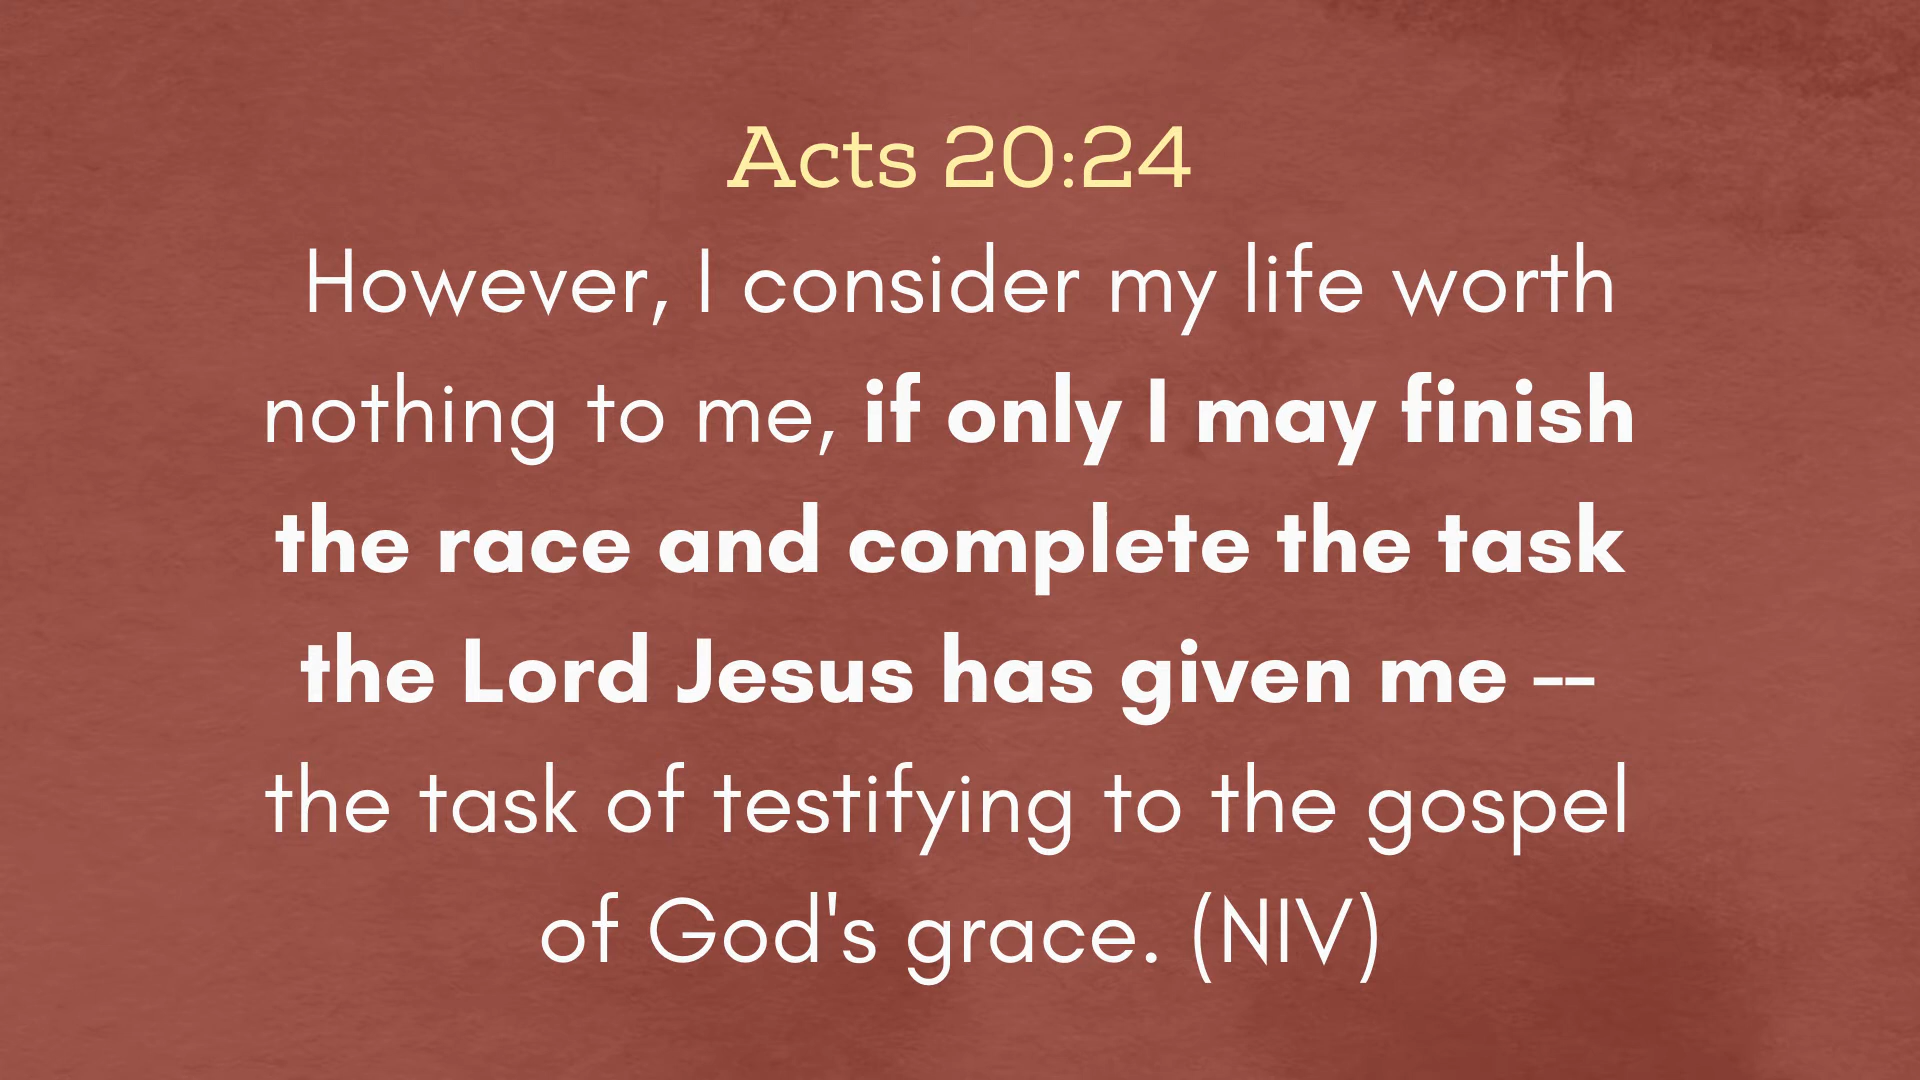 Acts 20:24
However, I consider my life worth
nothing to me, if only I may finish
the race and complete the task
the Lord Jesus has given me --
the task of testifying to the gospel
of God's grace. (NIV)